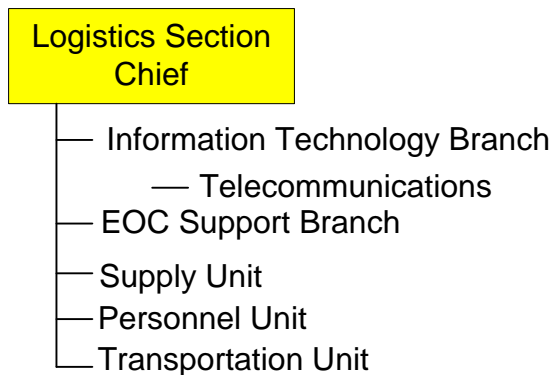 Logistics Section
Chief
Information Technology Branch
Telecommunications
EOC Support Branch
Supply Unit
Personnel Unit
Transportation Unit